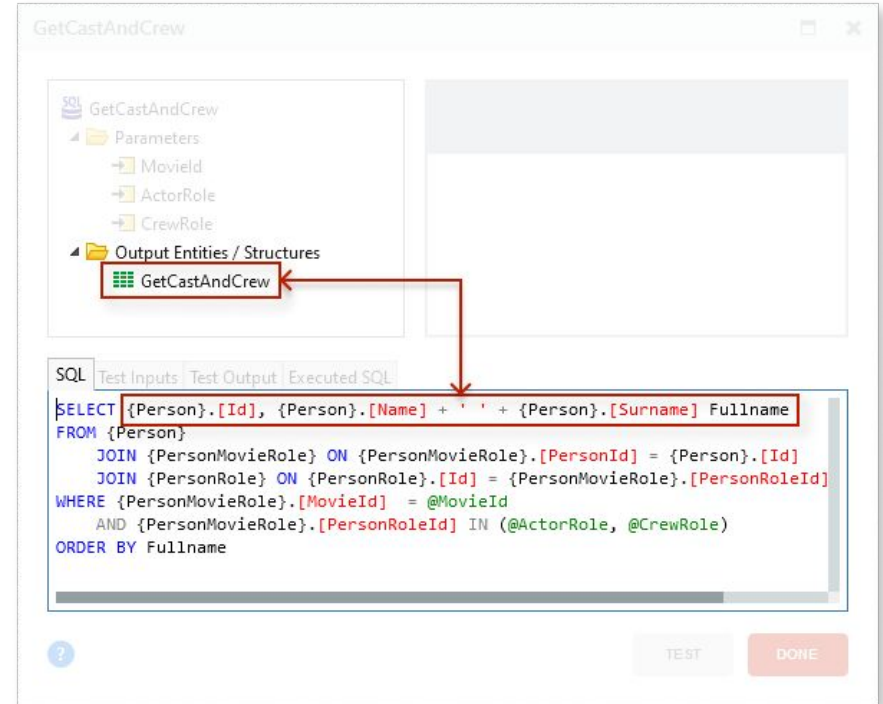 GetCastAndCrew
SQL
GetCastAndCrew
Parameters
MovieId
ActorRole
CrewRole
Output Entities / Structures
GetCastAndCrew
SQL Test Inputs Test Output Executed SQL
SELECT {Person}.[Id], {Person}.[Name] + ' ' + {Person}.[Surname] Fullname
FROM {Person}
JOIN {PersonMovieRole} ON {PersonMovieRole}.[PersonId] = {Person}.[Id]
JOIN {PersonRole} ON {PersonRole}.[Id] = {PersonMovieRole}.[PersonRoleId]
WHERE {PersonMovieRole}.[MovieId] = @MovieId
AND {PersonMovieRole}.[PersonRoleId] IN (@ActorRole, @CrewRole)
ORDER BY Fullname
? TEST DONE